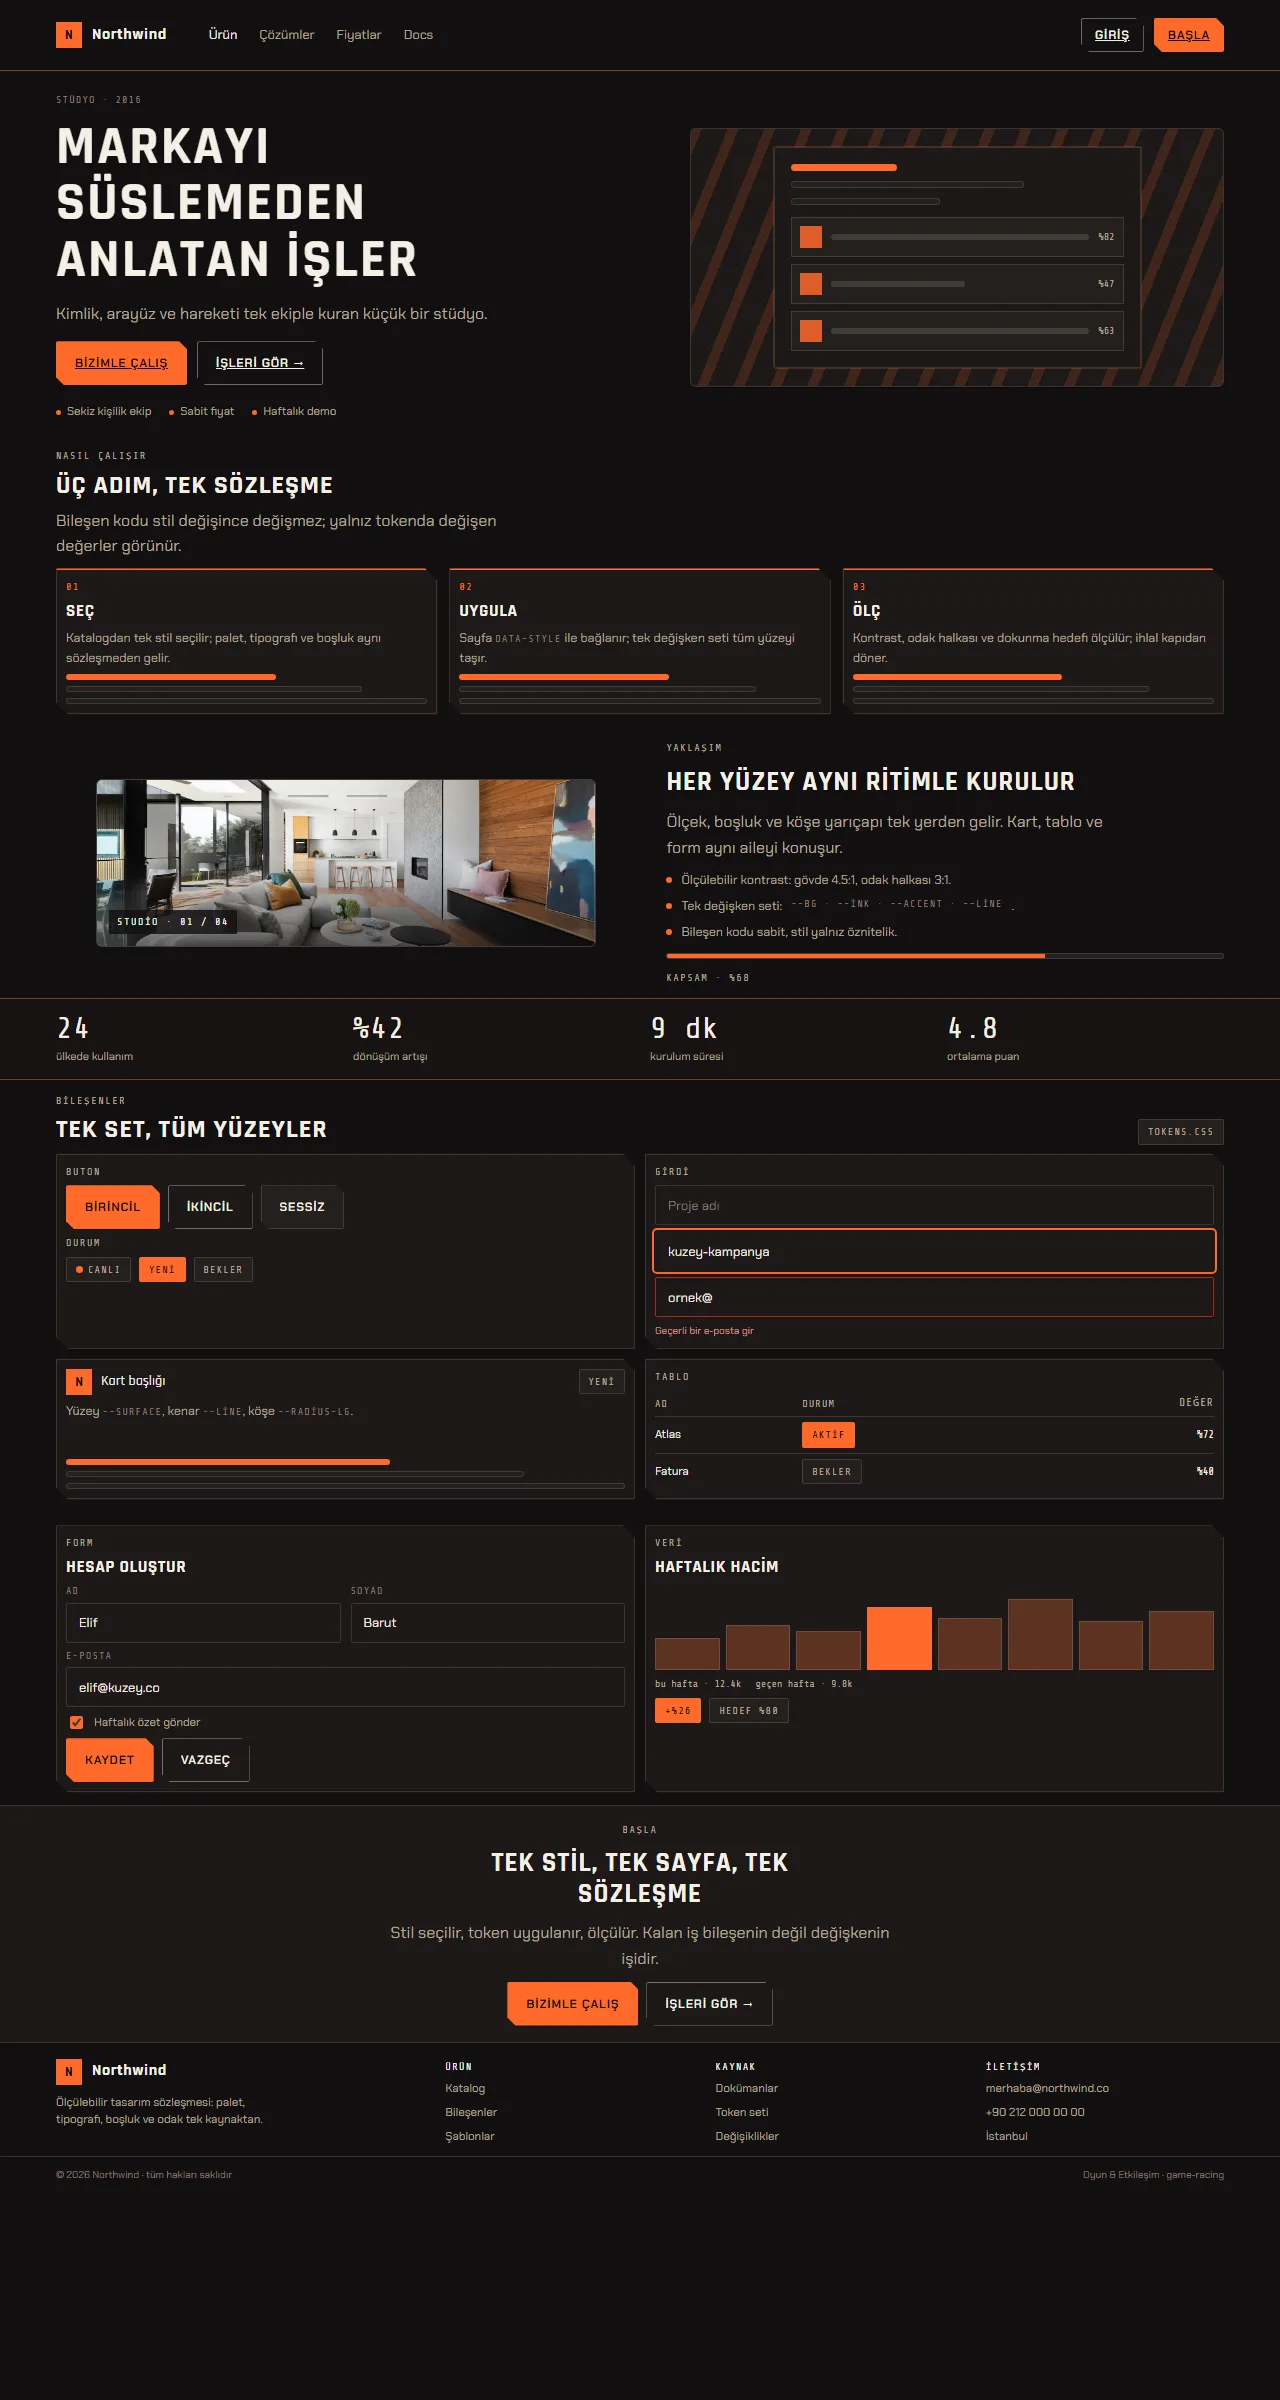 N Northwind Ürün Çözümler Fiyatlar Docs GİRİŞ BAŞLA
STÜDYO · 2016
MARKAYI
SÜSLEMEDEN
ANLATAN İŞLER
Kimlik, arayüz ve hareketi tek ekiple kuran küçük bir stüdyo.
BİZİMLE ÇALIŞ İŞLERİ GÖR →
Sekiz kişilik ekip Sabit fiyat Haftalık demo
%82
%47
%63
NASIL ÇALIŞIR
ÜÇ ADIM, TEK SÖZLEŞME
Bileşen kodu stil değişince değişmez; yalnız tokenda değişen
değerler görünür.
01
SEÇ
Katalogdan tek stil seçilir; palet, tipografi ve boşluk aynı
sözleşmeden gelir.
02
UYGULA
Sayfa DATA-STYLE ile bağlanır; tek değişken seti tüm yüzeyi
taşır.
03
ÖLÇ
Kontrast, odak halkası ve dokunma hedefi ölçülür; ihlal kapıdan
döner.
STUDİO · 01 / 04
YAKLAŞIM
HER YÜZEY AYNI RİTİMLE KURULUR
Ölçek, boşluk ve köşe yarıçapı tek yerden gelir. Kart, tablo ve
form aynı aileyi konuşur.
Ölçülebilir kontrast: gövde 4.5:1, odak halkası 3:1.
Tek değişken seti: --BG · --İNK · --ACCENT · --LİNE .
Bileşen kodu sabit, stil yalnız öznitelik.
KAPSAM · %68
24
ülkede kullanım
%42
dönüşüm artışı
9 dk
kurulum süresi
4.8
ortalama puan
BİLEŞENLER
TEK SET, TÜM YÜZEYLER
TOKENS.CSS
BUTON
BİRİNCİL İKİNCİL SESSİZ
DURUM
CANLI YENİ BEKLER
GİRDİ
Proje adı
kuzey-kampanya
ornek@
Geçerli bir e-posta gir
N Kart başlığı YENİ
Yüzey --SURFACE, kenar --LİNE, köşe --RADİUS-LG.
TABLO
AD DURUM DEĞER
Atlas AKTİF %72
Fatura BEKLER %40
FORM
HESAP OLUŞTUR
AD SOYAD
Elif Barut
E-POSTA
elif@kuzey.co
Haftalık özet gönder
KAYDET VAZGEÇ
VERİ
HAFTALIK HACİM
bu hafta · 12.4k geçen hafta · 9.8k
+%26 HEDEF %80
BAŞLA
TEK STİL, TEK SAYFA, TEK
SÖZLEŞME
Stil seçilir, token uygulanır, ölçülür. Kalan iş bileşenin değil değişkenin
işidir.
BİZİMLE ÇALIŞ İŞLERİ GÖR →
N Northwind
Ölçülebilir tasarım sözleşmesi: palet,
tipografi, boşluk ve odak tek kaynaktan.
ÜRÜN
Katalog
Bileşenler
Şablonlar
KAYNAK
Dokümanlar
Token seti
Değişiklikler
İLETİŞİM
merhaba@northwind.co
+90 212 000 00 00
İstanbul
© 2026 Northwind · tüm hakları saklıdır
Oyun & Etkileşim · game-racing